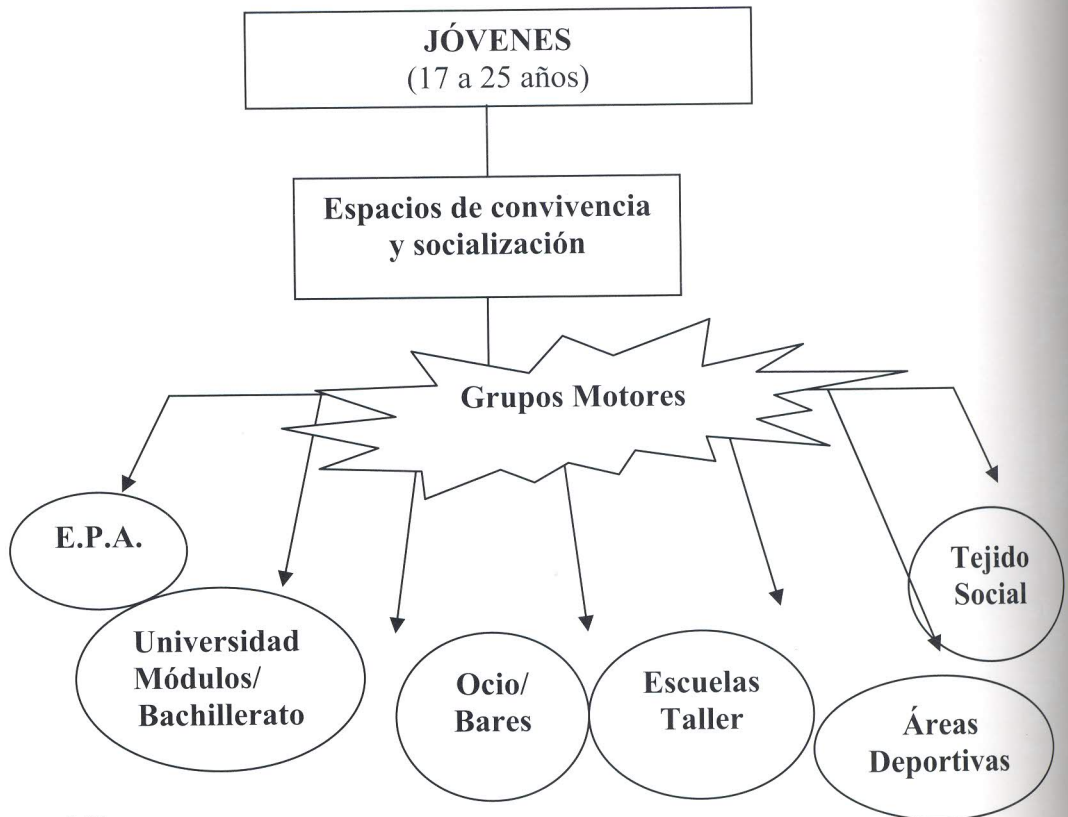 JÓVENES
(17 a 25 años)
Espacios de convivencia
y socialización
Grupos Motores
E.P.A.
Universidad
Módulos/
Bachillerato
Ocio/
Bares
Escuelas
Taller
Tejido
Social
Áreas
Deportivas